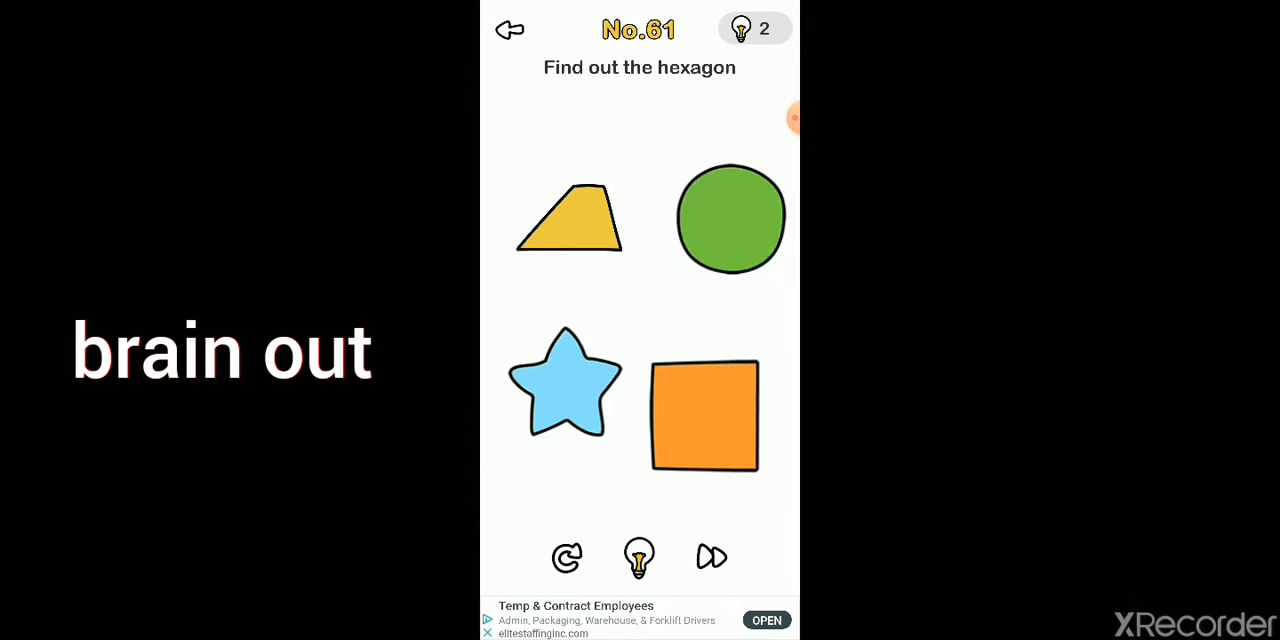 No.61
2
Find out the hexagon
brain out
Temp & Contract Employees
Admin, Packaging, Warehouse, & Forklift Drivers
elitestaffinginc.com
OPEN
XRecorder